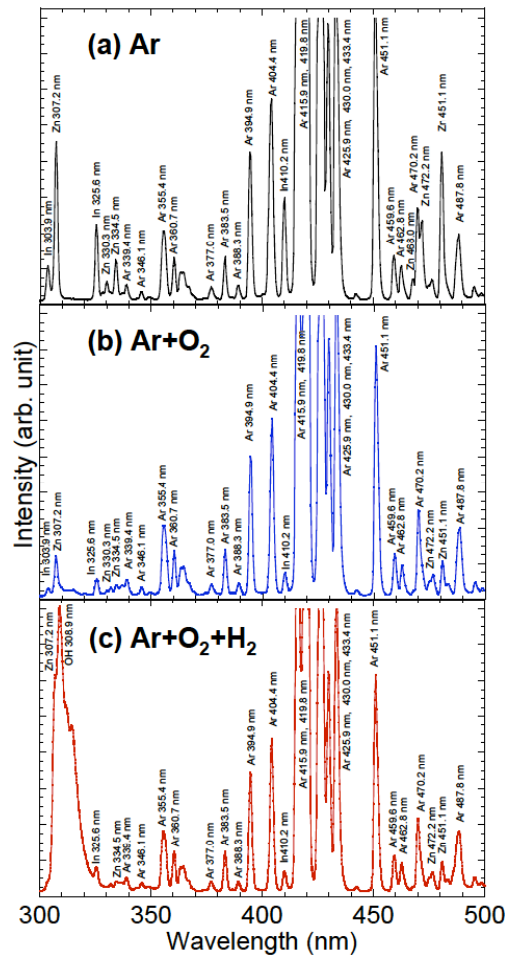 (a) Ar
In 303.9 nm
Zn 307.2 nm
In 325.6 nm
Zn 330.3 nm
Zn 334.5 nm
Ar 339.4 nm
Ar 346.1 nm
Ar 355.4 nm
Ar 360.7 nm
Ar 377.0 nm
Ar 383.5 nm
Ar 388.3 nm
Ar 394.9 nm
Ar 404.4 nm
In410.2 nm
Ar 415.9 nm, 419.8 nm
Ar 425.9 nm, 430.0 nm, 433.4 nm
Ar 451.1 nm
Ar 459.6 nm
Ar 462.8 nm
Zn 468.0 nm
Ar 470.2 nm
Zn 472.2 nm
Zr 451.1 nm
Ar 487.8 nm
(b) Ar+O2
In 3039 nm
Zn 307.2 nm
In 325.6 nm
Zn 330.3 nm
Zn 334.5 nm
Ar 339.4 nm
Ar 346.1 nm
Ar 355.4 nm
Ar 360.7 nm
Ar 377.0 nm
Ar 383.5 nm
Ar 388.3 nm
Ar 394.9 nm
Ar 404.4 nm
In 410.2 nm
Ar 415.9 nm, 419.8 nm
Ar 425.9 nm, 430.0 nm, 433.4 nm
Ar 451.1 nm
Ar 459.6 nm
Ar 462.8 nm
Ar 470.2 nm
Zn 472.2 nm
Zn 451.1 nm
Ar 487.8 nm
(c) Ar+O2+H2
Zn 307.2 nm
OH 308.9 nm
In 325.6 nm
Zn 334.5 nm
Ar 339.4 nm
Ar 346.1 nm
Ar 355.4 nm
Ar 360.7 nm
Ar 377.0 nm
Ar 383.5 nm
Ar 388.3 nm
Ar 394.9 nm
Ar 404.4 nm
In410.2 nm
Ar 415.9 nm, 419.8 nm
Ar 425.9 nm, 430.0 nm, 433.4 nm
Ar 451.1 nm
Ar 459.6 nm
Ar 462.8 nm
Ar 470.2 nm
Zn 472.2 nm
Zn 451.1 nm
Ar 487.8 nm
Intensity (arb. unit)
300 350 400 450 500
Wavelength (nm)